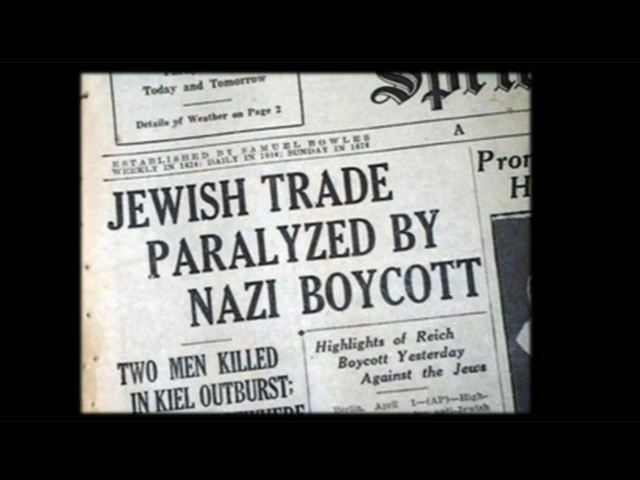 Today and Tomorrow
Details of Weather on Page 2
ESTABLISHED BY SAMUEL BOWLES
WEEKLY IN 1824; DAILY IN 1844; SUNDAY IN 1878
A
JEWISH TRADE
PARALYZED BY
NAZI BOYCOTT
TWO MEN KILLED
IN KIEL OUTBURST;
Highlights of Reich
Boycott Yesterday
Against the Jews
Berlin, April 1—(AP)—High-